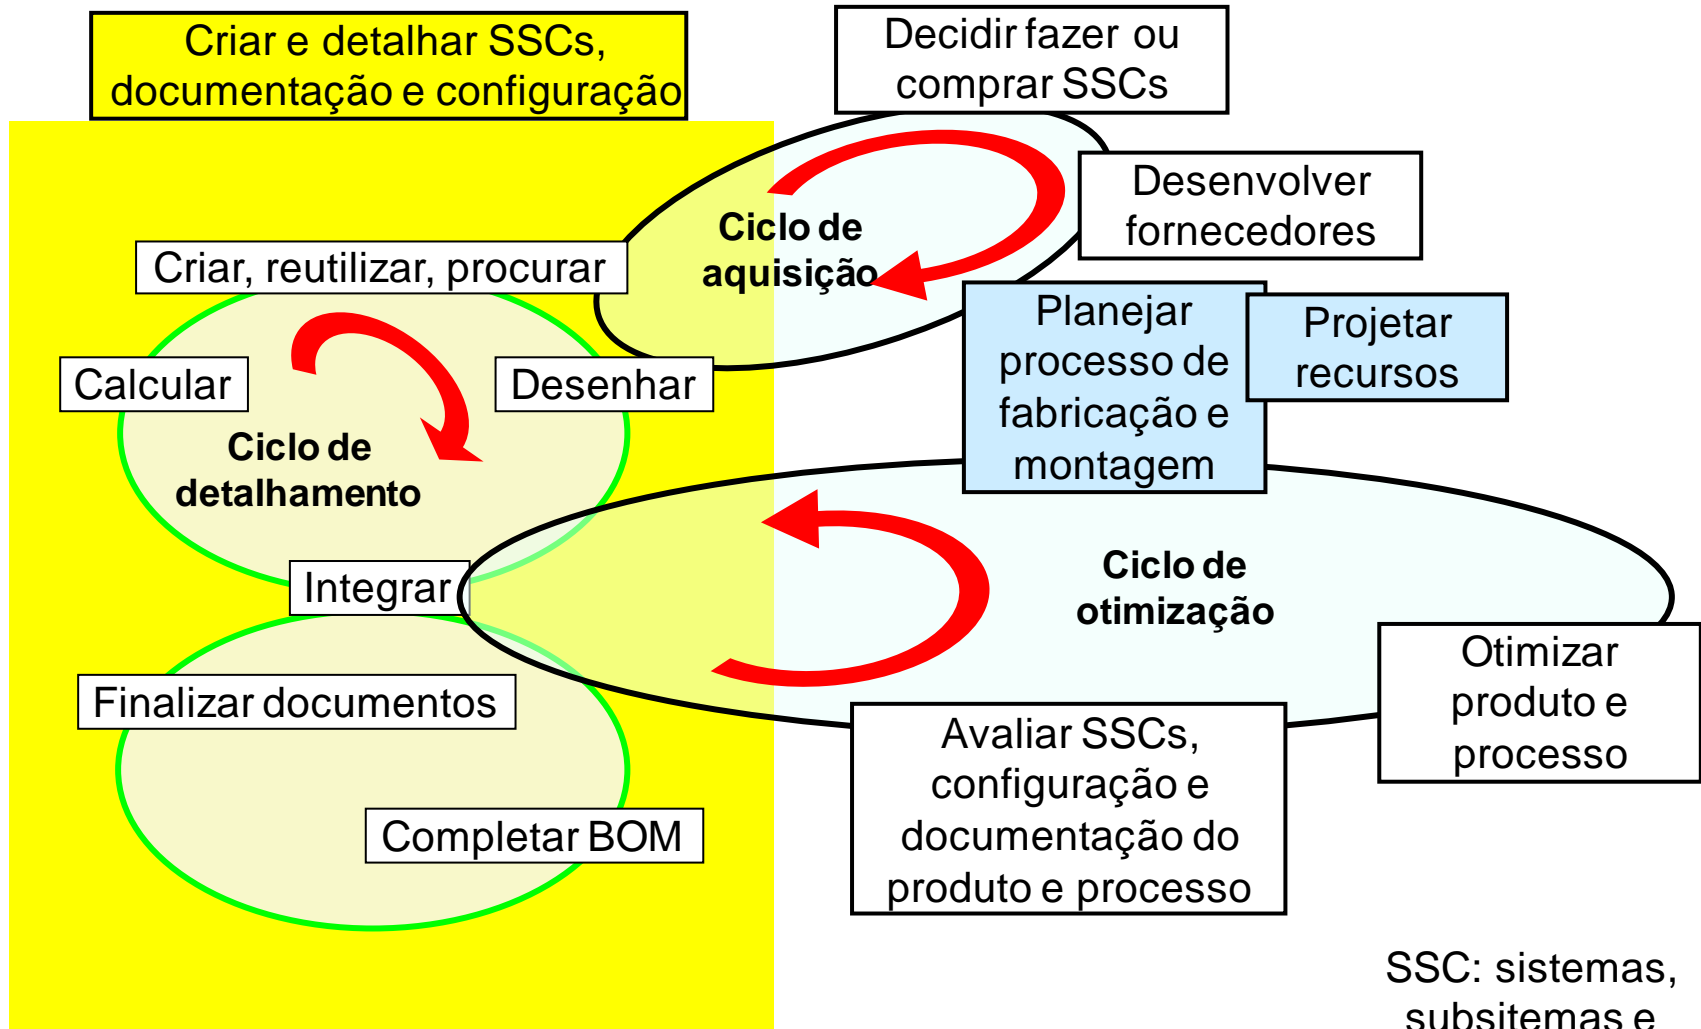 Criar e detalhar SSCs,
documentação e configuração
Decidir fazer ou
comprar SSCs
Desenvolver
fornecedores
Ciclo de
aquisição
Criar, reutilizar, procurar
Planejar
processo de
fabricação e
montagem
Projetar
recursos
Calcular
Desenhar
Ciclo de
detalhamento
Integrar
Ciclo de
otimização
Finalizar documentos
Otimizar
produto e
processo
Avaliar SSCs,
configuração e
documentação do
produto e processo
Completar BOM
SSC: sistemas,
subsitemas e